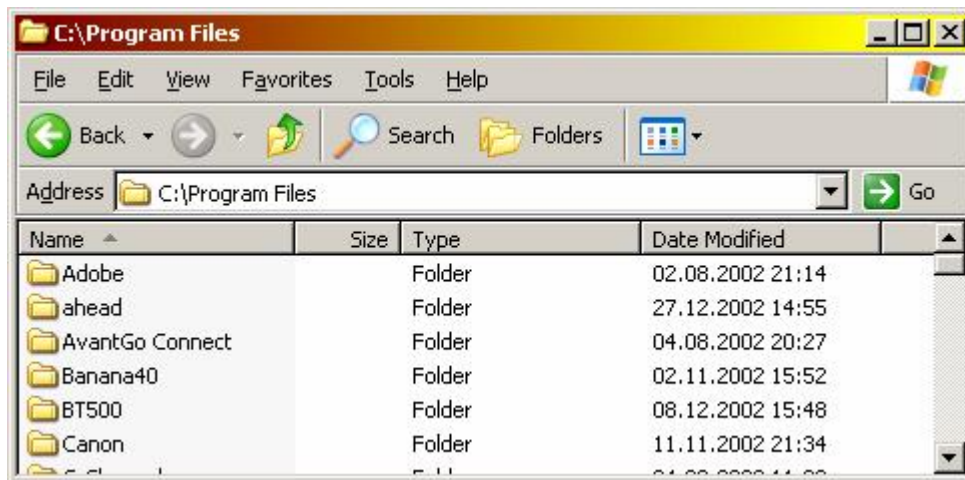 C:\Program Files
File Edit View Favorites Tools Help
Back Search Folders
Address C:\Program Files Go
Name Size Type Date Modified
Adobe Folder 02.08.2002 21:14
ahead Folder 27.12.2002 14:55
AvantGo Connect Folder 04.08.2002 20:27
Banana40 Folder 02.11.2002 15:52
BT500 Folder 08.12.2002 15:48
Canon Folder 11.11.2002 21:34